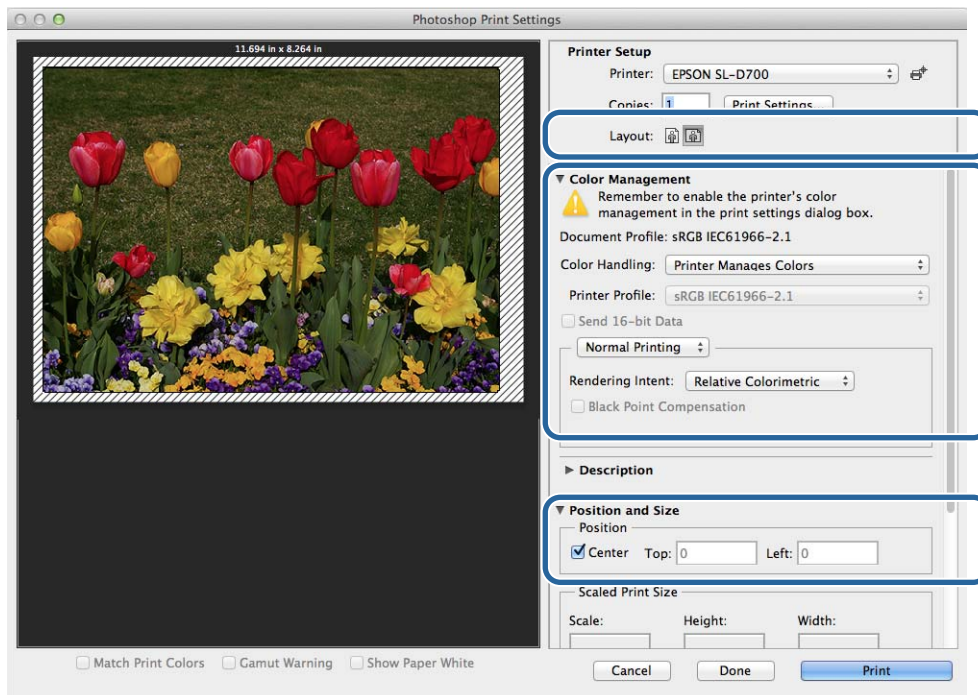 Photoshop Print Settings
11.694 in x 8.264 in
Printer Setup
Printer: EPSON SL-D700
Copies: 1 Print Settings...
Layout:
Color Management
Remember to enable the printer's color
management in the print settings dialog box.
Document Profile: sRGB IEC61966-2.1
Color Handling: Printer Manages Colors
Printer Profile: sRGB IEC61966-2.1
Send 16-bit Data
Normal Printing
Rendering Intent: Relative Colorimetric
Black Point Compensation
Description
Position and Size
Position
Center Top: 0 Left: 0
Scaled Print Size
Scale: Height: Width:
Match Print Colors Gamut Warning Show Paper White
Cancel Done Print